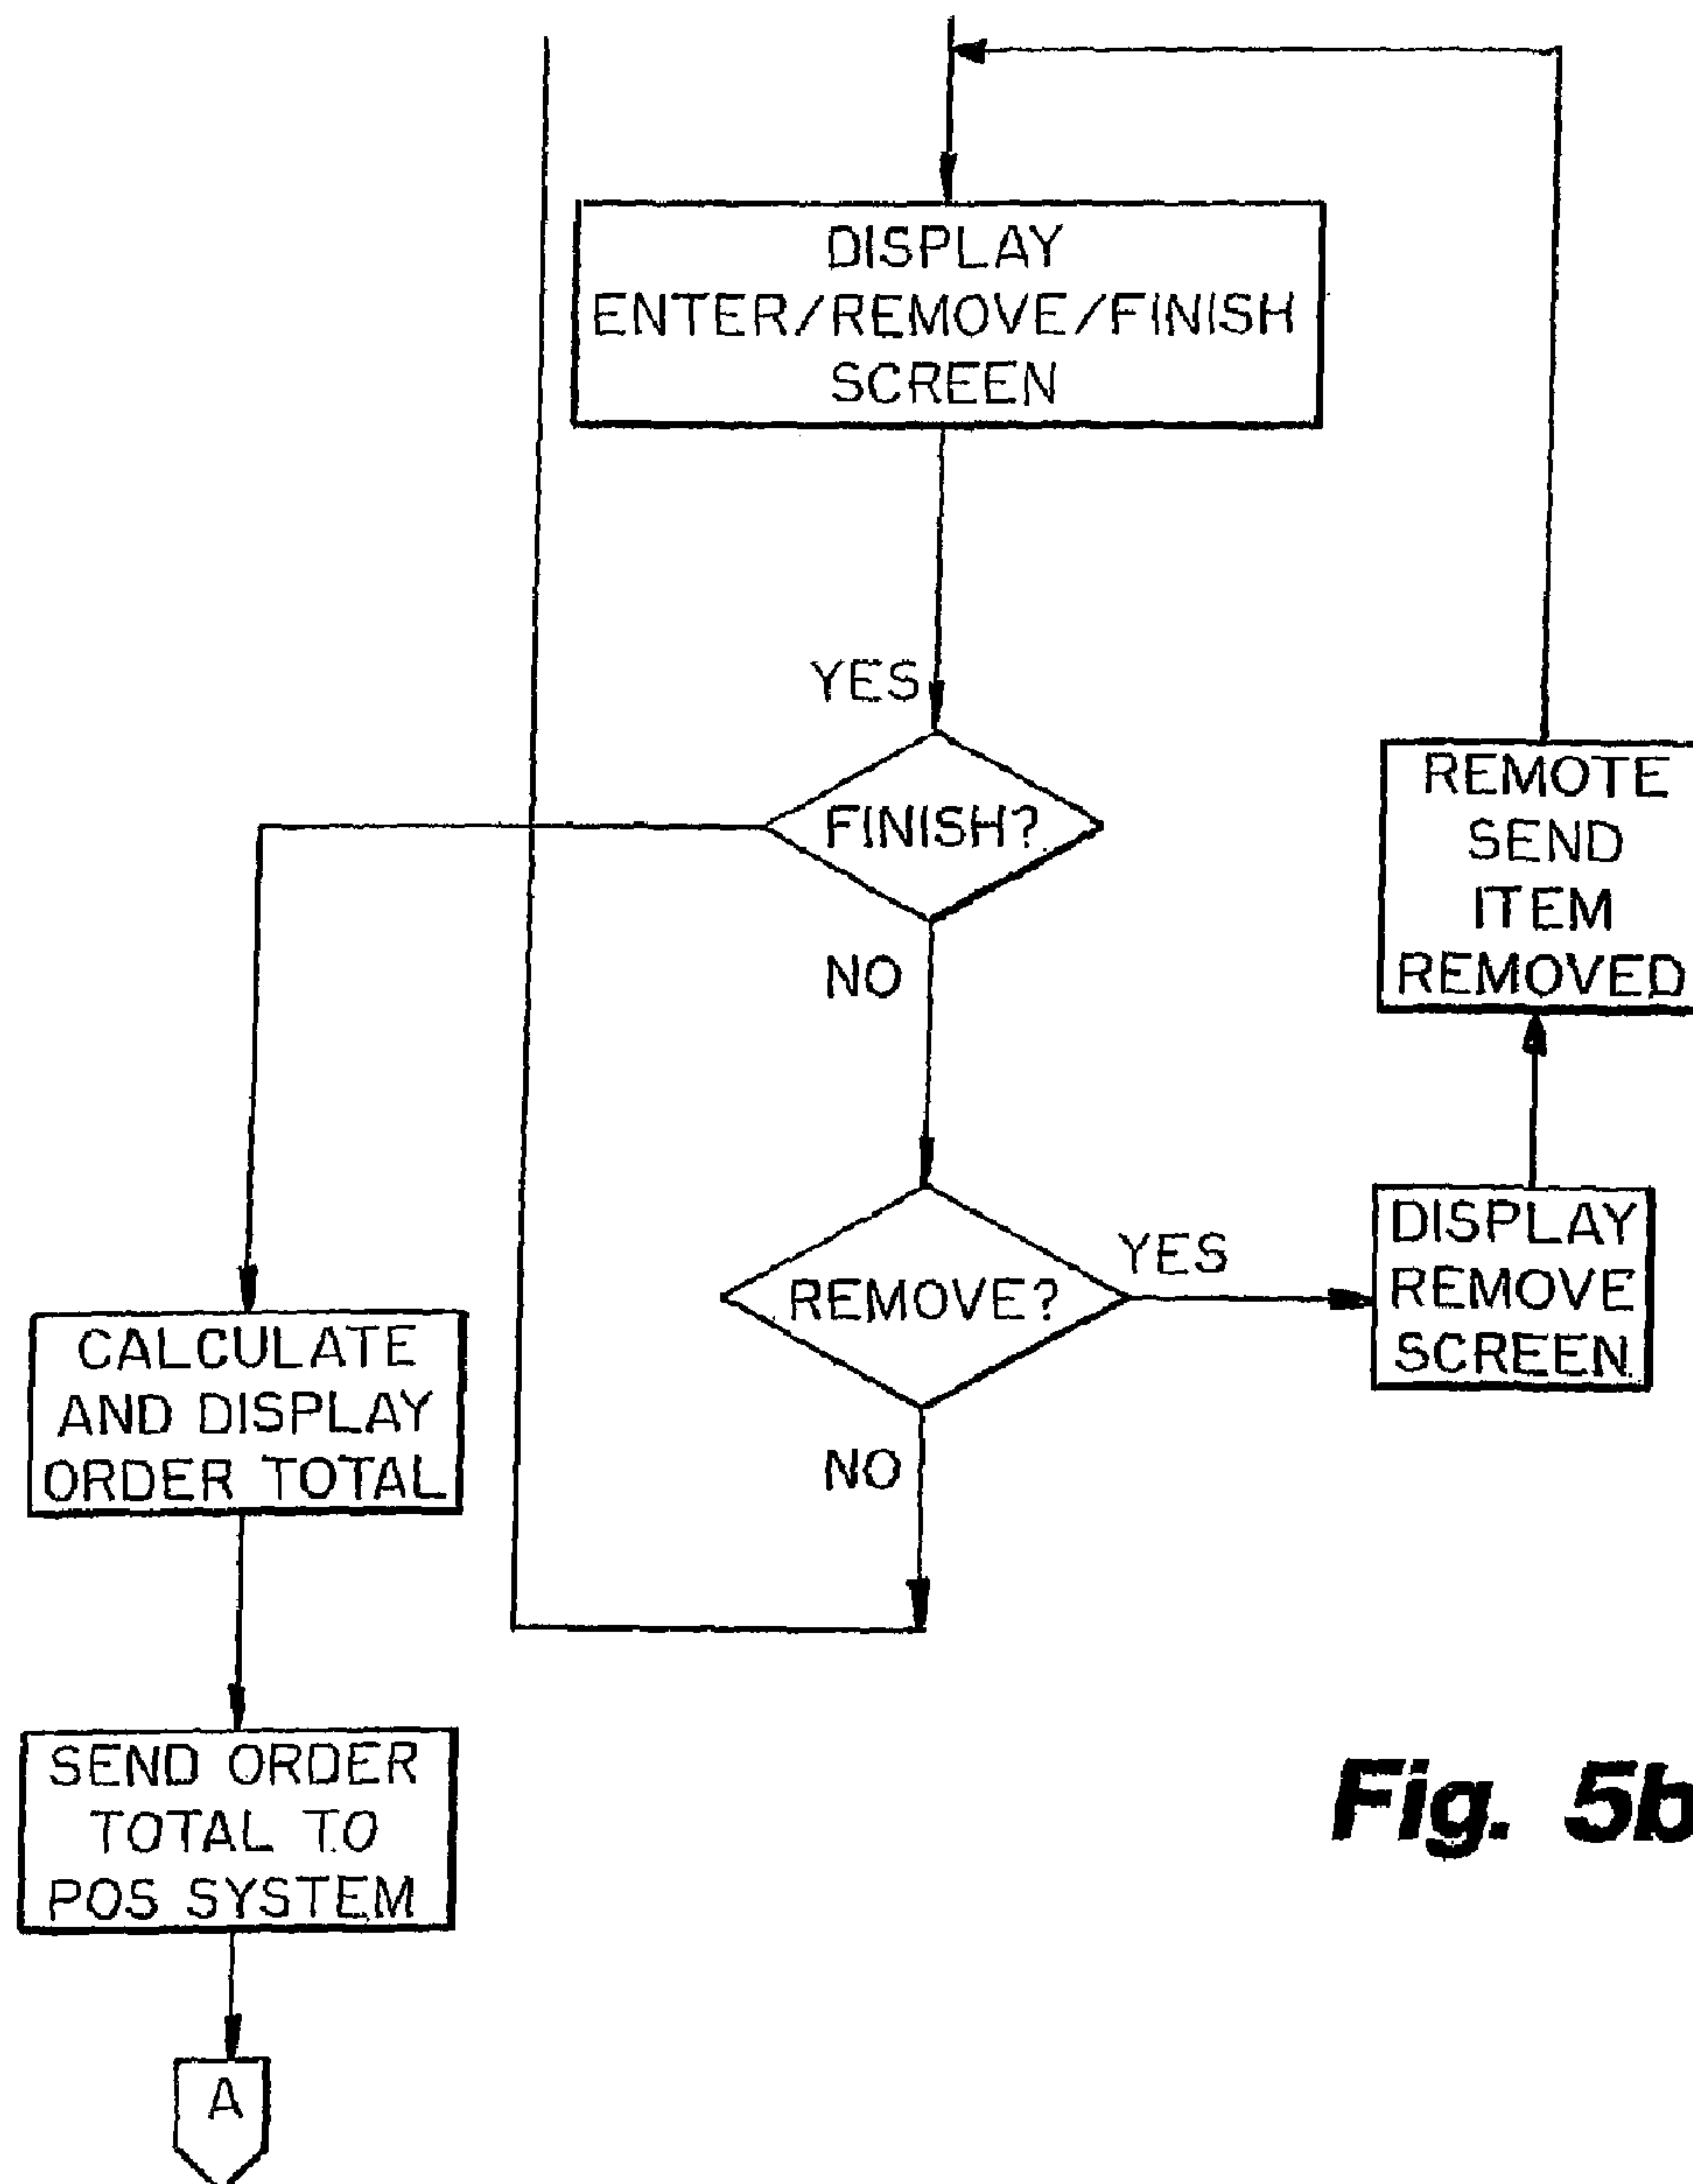 DISPLAY
ENTER/REMOVE/FINISH
SCREEN
YES
FINISH?
NO
REMOTE
SEND
ITEM
REMOVED
REMOVE?
YES
DISPLAY
REMOVE
SCREEN
NO
CALCULATE
AND DISPLAY
ORDER TOTAL
SEND ORDER
TOTAL TO
POS SYSTEM
A
Fig. 5b